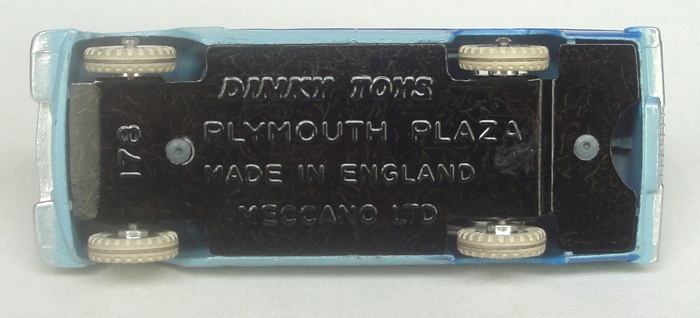 DINKY TOYS
PLYMOUTH PLAZA
MADE IN ENGLAND
MECCANO LTD
178